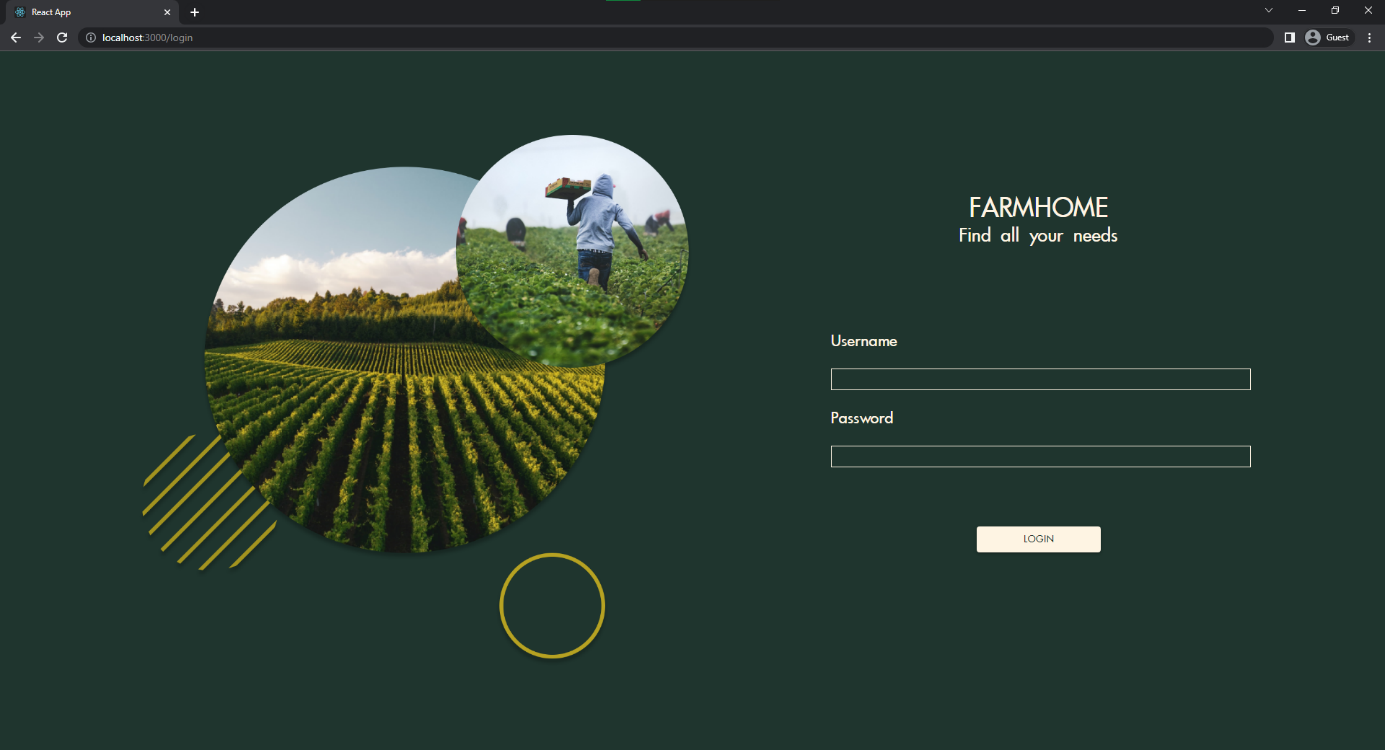 React App
localhost:3000/login
Guest
FARMHOME
Find all your needs
Username
Password
LOGIN